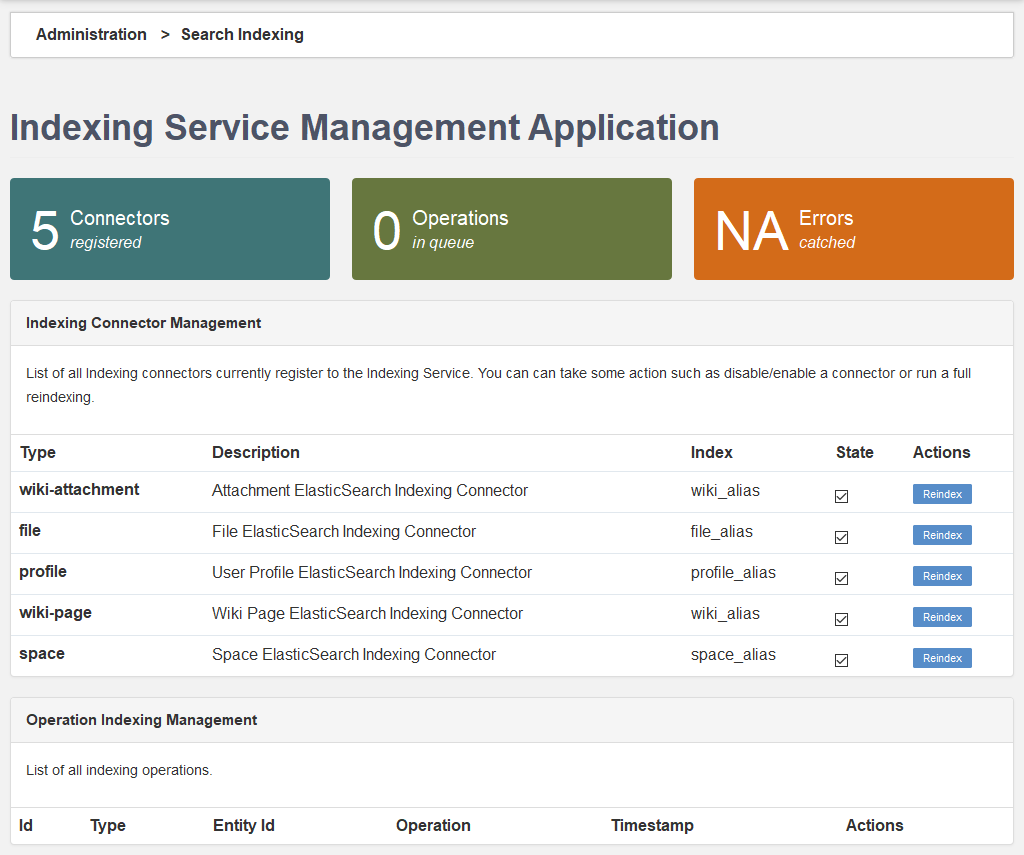 Administration > Search Indexing
Indexing Service Management Application
5 Connectors registered
0 Operations in queue
NA Errors catched
Indexing Connector Management
List of all Indexing connectors currently register to the Indexing Service. You can can take some action such as disable/enable a connector or run a full
reindexing.
Type Description Index State Actions
wiki-attachment Attachment ElasticSearch Indexing Connector wiki_alias Reindex
file File ElasticSearch Indexing Connector file_alias Reindex
profile User Profile ElasticSearch Indexing Connector profile_alias Reindex
wiki-page Wiki Page ElasticSearch Indexing Connector wiki_alias Reindex
space Space ElasticSearch Indexing Connector space_alias Reindex
Operation Indexing Management
List of all indexing operations.
Id Type Entity Id Operation Timestamp Actions